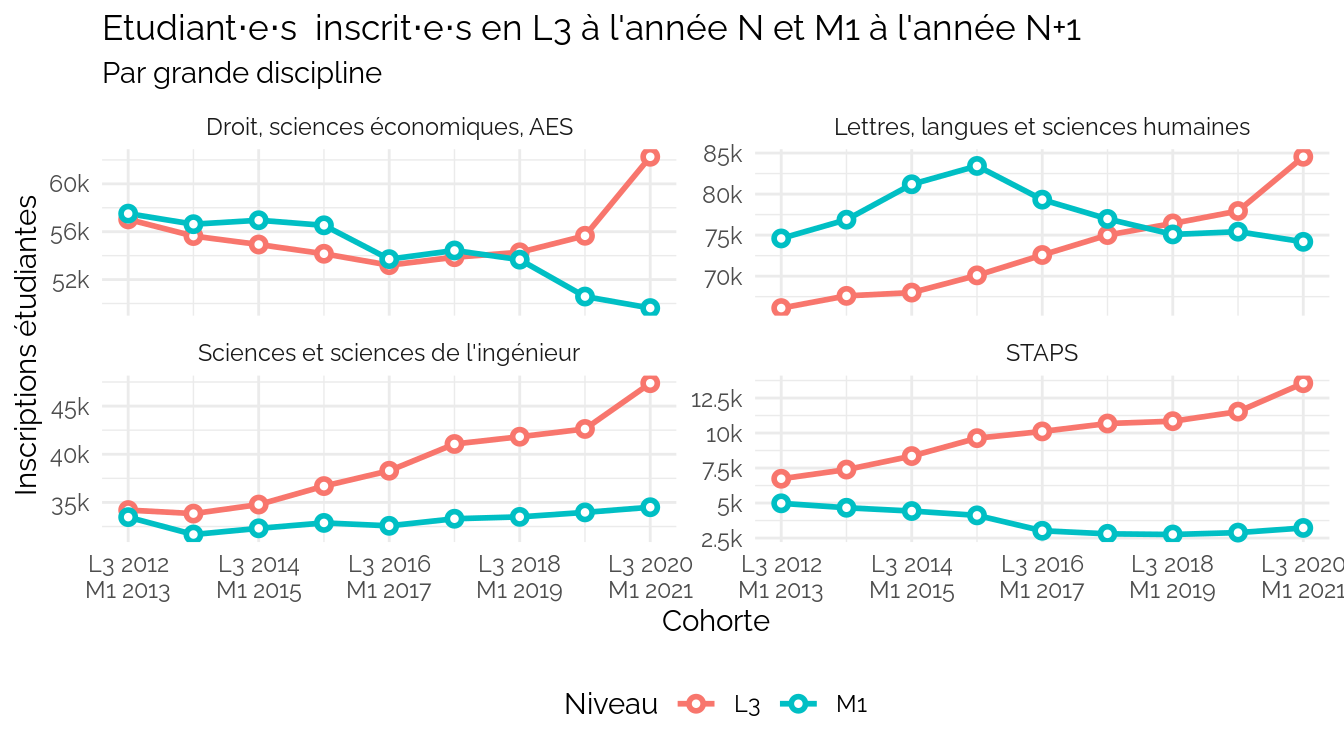 Etudiant·e·s  inscrit·e·s en L3 à l'année N et M1 à l'année N+1
Par grande discipline
Droit, sciences économiques, AES
60k
56k
52k
Lettres, langues et sciences humaines
85k
80k
75k
70k
Inscriptions étudiantes
Sciences et sciences de l'ingénieur
45k
40k
35k
STAPS
12.5k
10k
7.5k
5k
2.5k
L3 2012 L3 2014 L3 2016 L3 2018 L3 2020
M1 2013 M1 2015 M1 2017 M1 2019 M1 2021
L3 2012 L3 2014 L3 2016 L3 2018 L3 2020
M1 2013 M1 2015 M1 2017 M1 2019 M1 2021
Cohorte
Niveau L3 M1